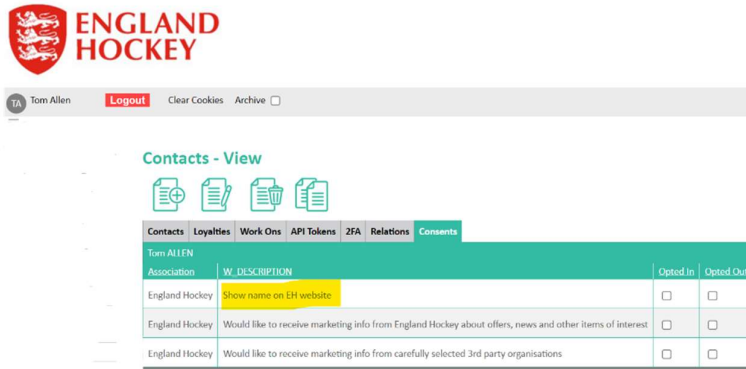 ENGLAND
HOCKEY
TA Tom Allen Logout Clear Cookies Archive
Contacts - View
Contacts Loyalties Work Ons API Tokens 2FA Relations Consents
Tom ALLEN
Association W_DESCRIPTION Opted In Opted Out
England Hockey Show name on EH website
England Hockey Would like to receive marketing info from England Hockey about offers, news and other items of interest
England Hockey Would like to receive marketing info from carefully selected 3rd party organisations